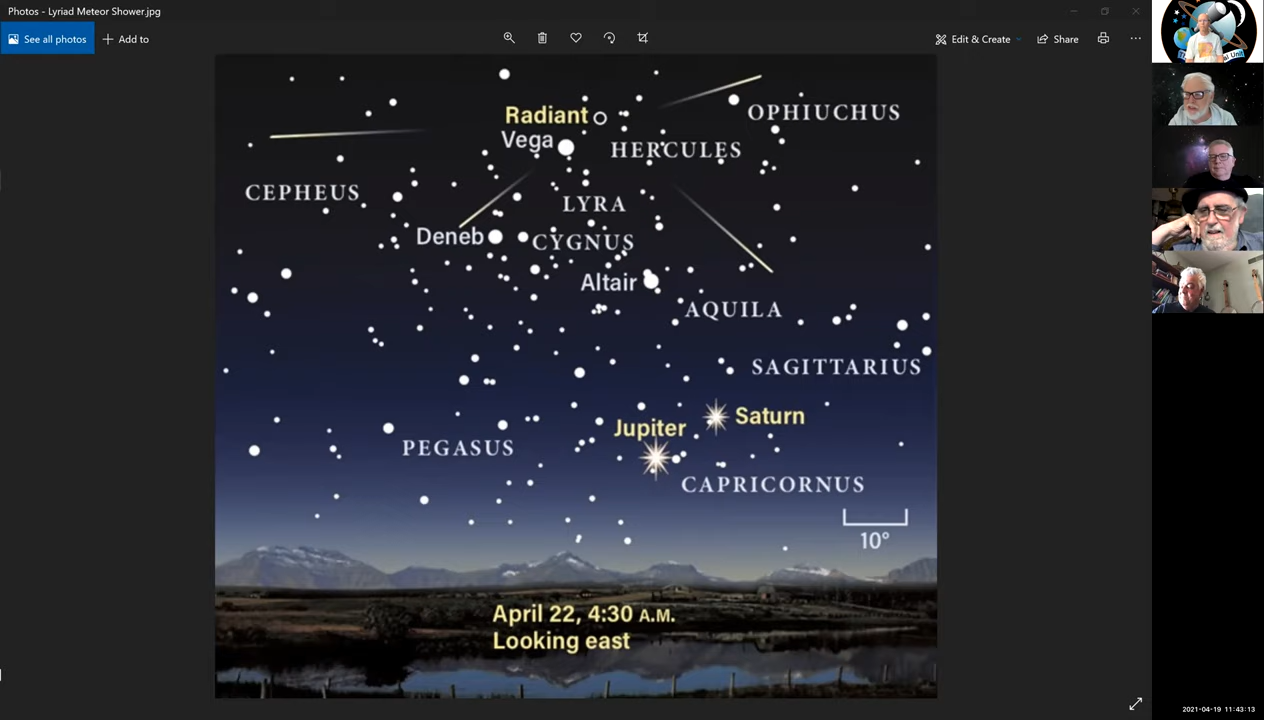 Photos - Lyriad Meteor Shower.jpg
See all photos
Add to
Edit & Create
Share
Radiant
OPHIUCHUS
Vega
HERCULES
CEPHEUS
LYRA
Deneb
CYGNUS
Altair
AQUILA
SAGITTARIUS
Saturn
Jupiter
PEGASUS
CAPRICORNUS
10°
April 22, 4:30 A.M.
Looking east
2021-04-19 11:43:13